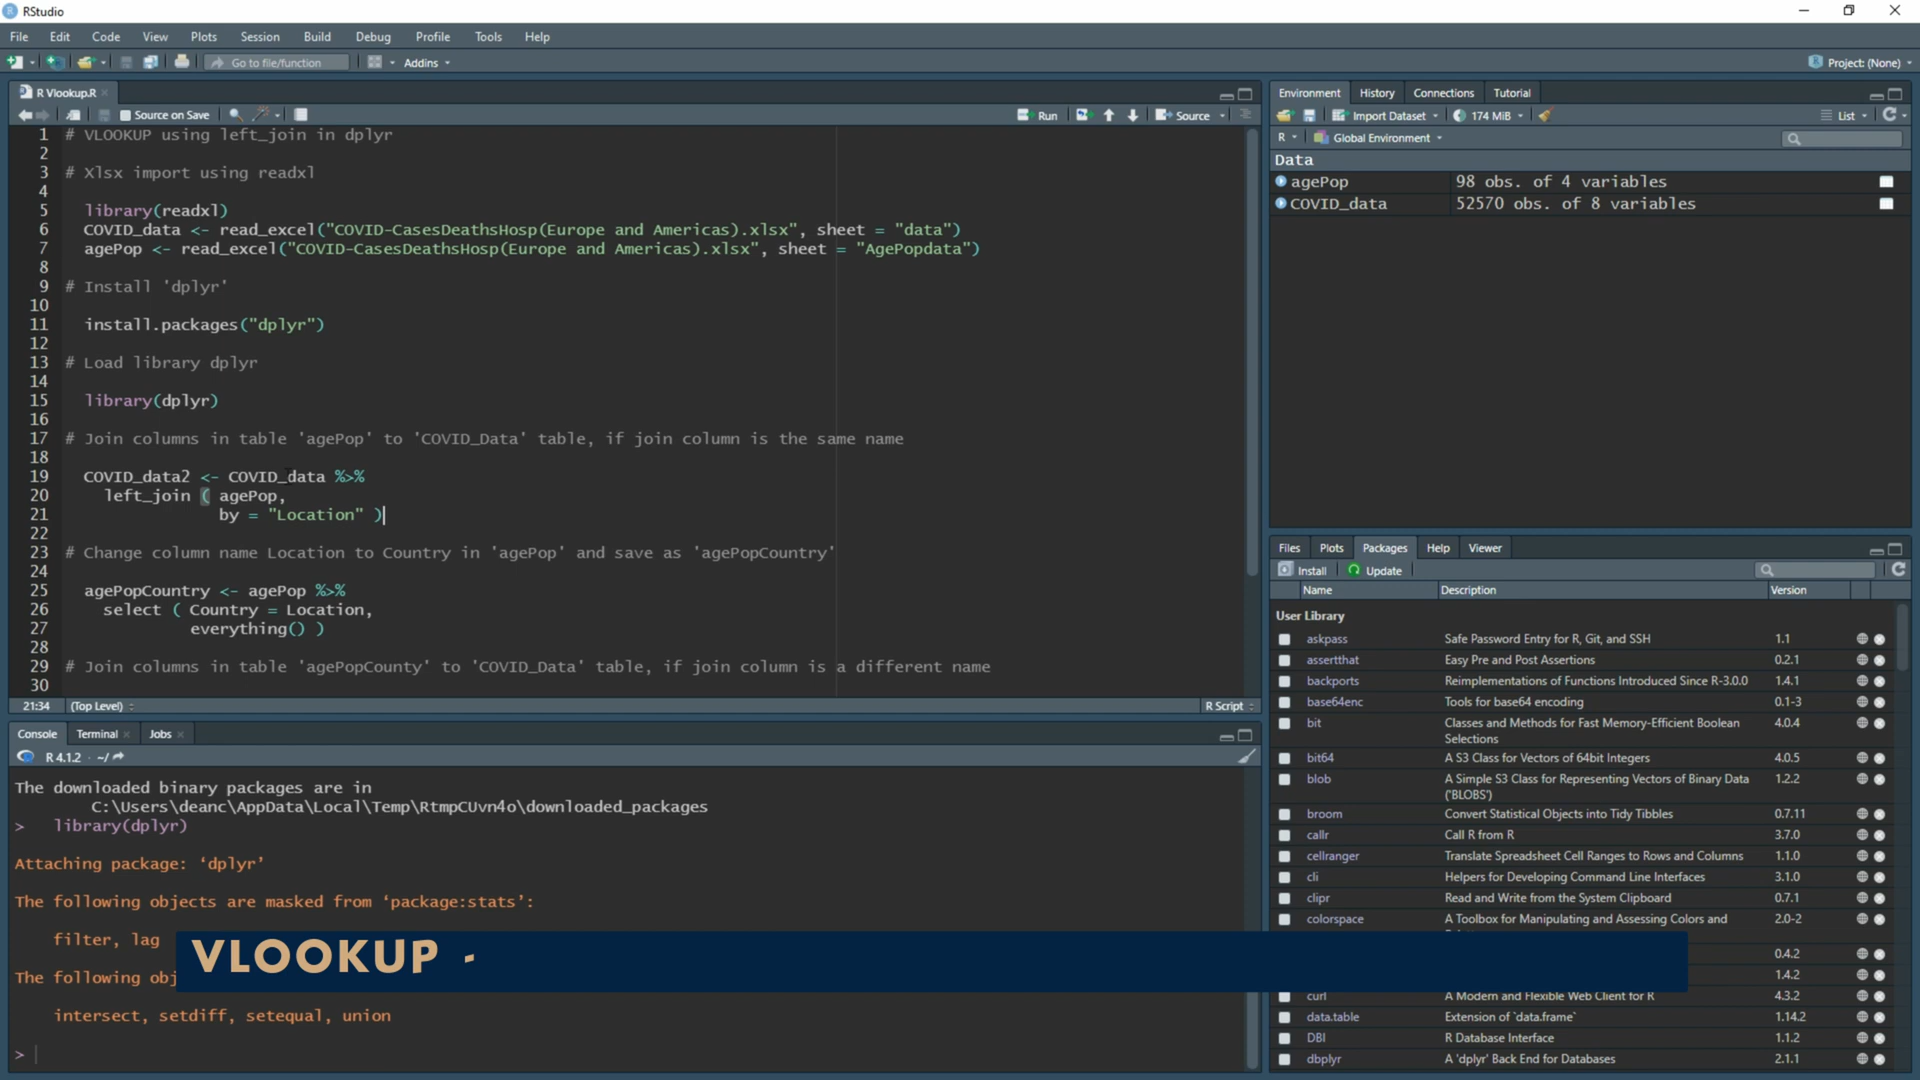 RStudio
File Edit Code View Plots Session Build Debug Profile Tools Help
Go to file/function Addins Project: (None)
R Vlookup.R
Source on Save Run Source
1 # VLOOKUP using left_join in dplyr
2
3 # Xlsx import using readxl
4
5 library(readxl)
6 COVID_data <- read_excel("COVID-CasesDeathsHosp(Europe and Americas).xlsx", sheet = "data")
7 agePop <- read_excel("COVID-CasesDeathsHosp(Europe and Americas).xlsx", sheet = "AgePopdata")
8
9 # Install 'dplyr'
10
11 install.packages("dplyr")
12
13 # Load library dplyr
14
15 library(dplyr)
16
17 # Join columns in table 'agePop' to 'COVID_Data' table, if join column is the same name
18
19 COVID_data2 <- COVID_data %>%
20 left_join ( agePop,
21 by = "Location" )
22
23 # Change column name Location to Country in 'agePop' and save as 'agePopCountry'
24
25 agePopCountry <- agePop %>%
26 select ( Country = Location,
27 everything() )
28
29 # Join columns in table 'agePopCounty' to 'COVID_Data' table, if join column is a different name
30
21:34 (Top Level) R Script
Console Terminal Jobs
R 4.1.2 · ~/
The downloaded binary packages are in
C:\Users\deanc\AppData\Local\Temp\RtmpCUvn4o\downloaded_packages
> library(dplyr)
Attaching package: ‘dplyr’
The following objects are masked from ‘package:stats’:
filter, lag
The following obj
intersect, setdiff, setequal, union
>
VLOOKUP -
Environment History Connections Tutorial
Import Dataset 174 MiB List
R Global Environment
Data
agePop 98 obs. of 4 variables
COVID_data 52570 obs. of 8 variables
Files Plots Packages Help Viewer
Install Update
Name Description Version
User Library
askpass Safe Password Entry for R, Git, and SSH 1.1
assertthat Easy Pre and Post Assertions 0.2.1
backports Reimplementations of Functions Introduced Since R-3.0.0 1.4.1
base64enc Tools for base64 encoding 0.1-3
bit Classes and Methods for Fast Memory-Efficient Boolean Selections 4.0.4
bit64 A S3 Class for Vectors of 64bit Integers 4.0.5
blob A Simple S3 Class for Representing Vectors of Binary Data ('BLOBS') 1.2.2
broom Convert Statistical Objects into Tidy Tibbles 0.7.11
callr Call R from R 3.7.0
cellranger Translate Spreadsheet Cell Ranges to Rows and Columns 1.1.0
cli Helpers for Developing Command Line Interfaces 3.1.0
clipr Read and Write from the System Clipboard 0.7.1
colorspace A Toolbox for Manipulating and Assessing Colors and 2.0-2
0.4.2
1.4.2
curl A Modern and Flexible Web Client for R 4.3.2
data.table Extension of `data.frame` 1.14.2
DBI R Database Interface 1.1.2
dbplyr A 'dplyr' Back End for Databases 2.1.1